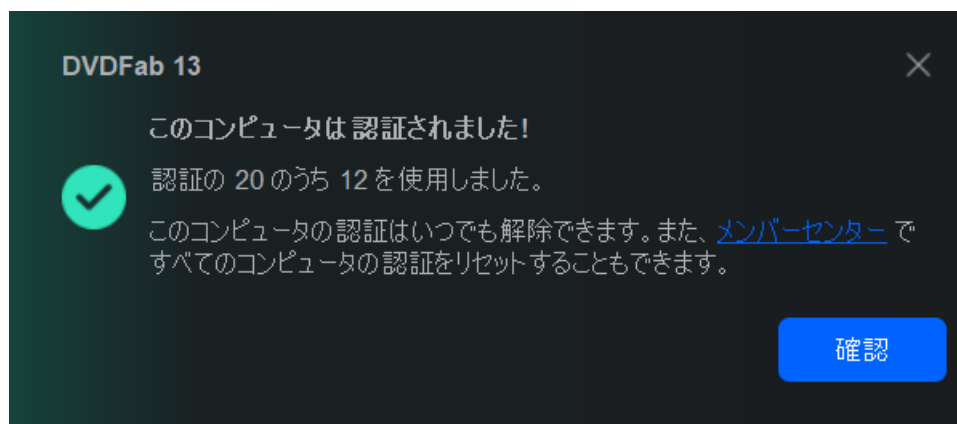 DVDFab 13
このコンピュータは 認証されました!
認証の 20 のうち 12 を使用しました。
このコンピュータの認証はいつでも解除できます。また、メンバーセンター で
すべてのコンピュータの認証をリセットすることもできます。
確認